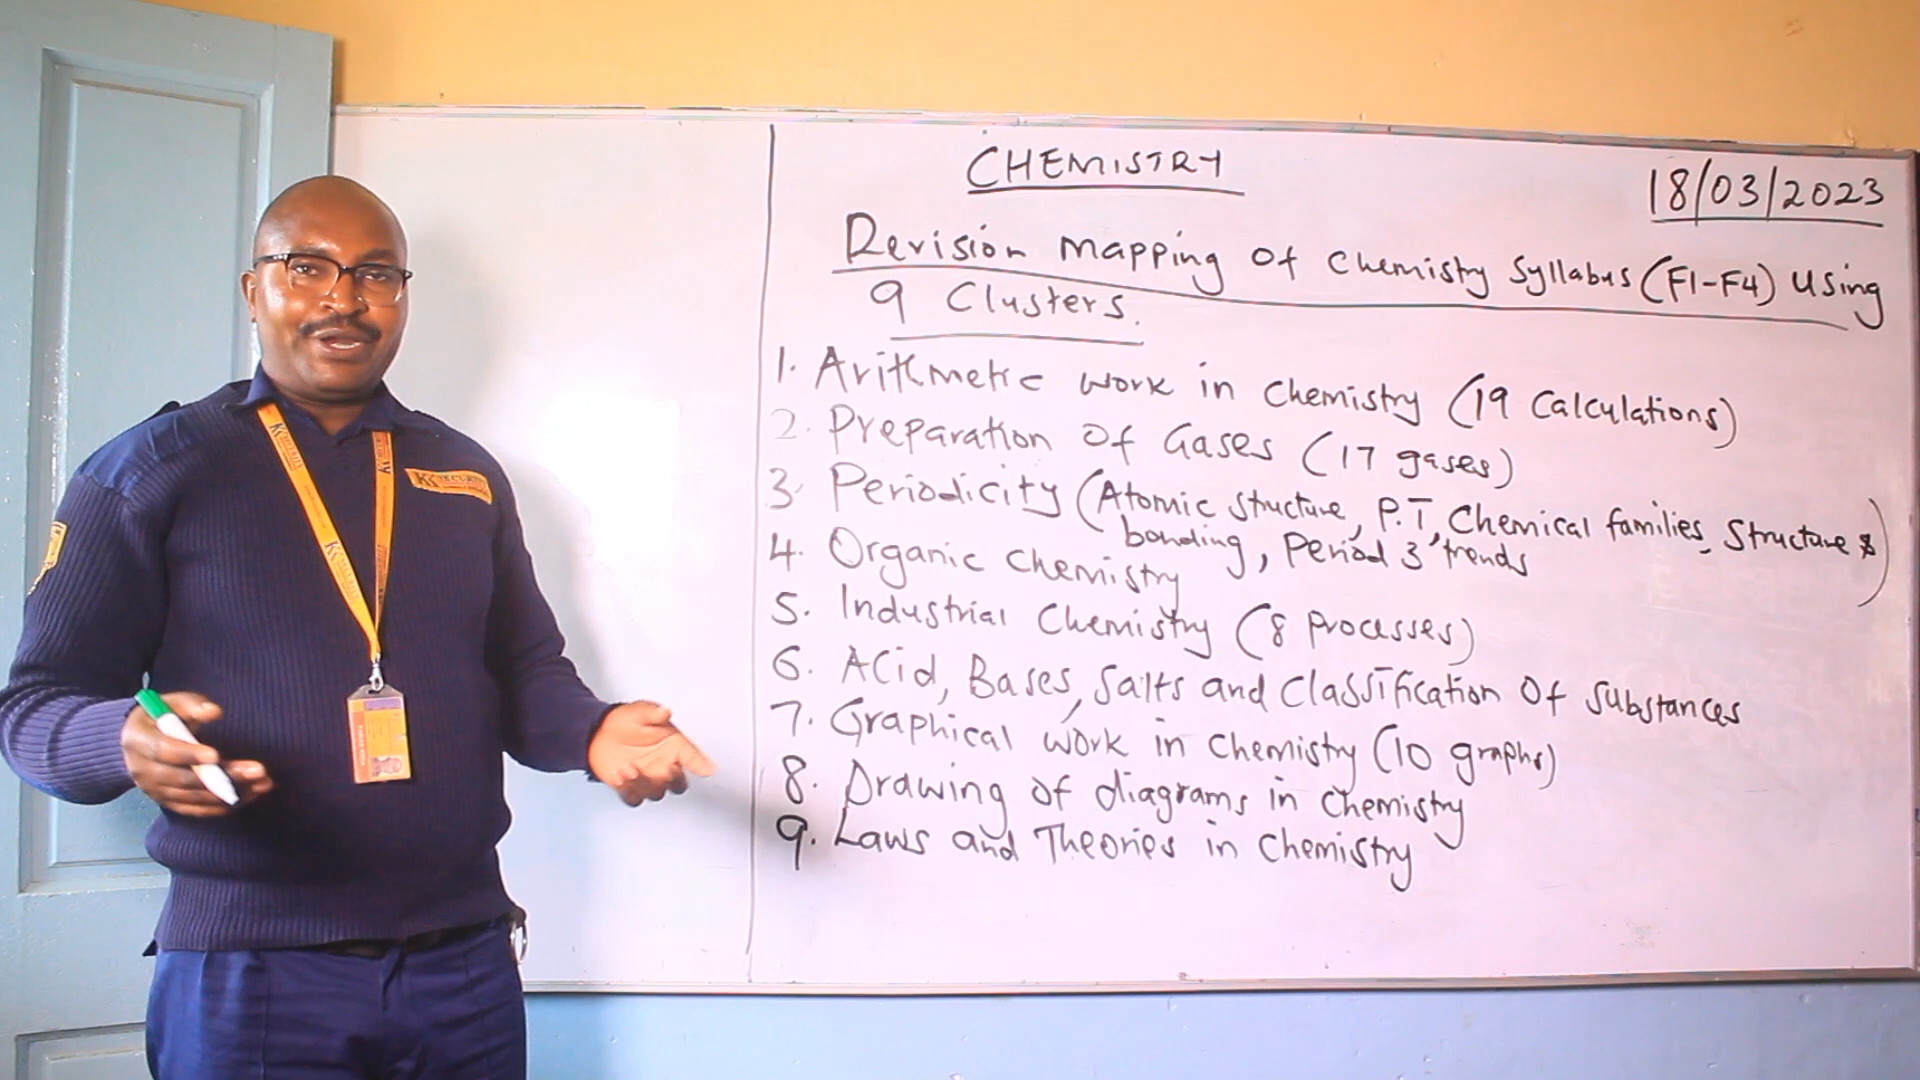 CHEMISTRY
18/03/2023
Revision Mapping Of Chemistry Syllabus (F1-F4) Using
9 Clusters.
1. Arithmetic work in Chemistry (19 Calculations)
2. Preparation Of Gases (17 gases)
3. Periodicity (Atomic Structure, P.T, Chemical families, Structure &
bonding, Period 3 trends)
4. Organic Chemistry
5. Industrial Chemistry (8 Processes)
6. Acid, Bases, Salts and Classification Of Substances
7. Graphical work in Chemistry (10 graphs)
8. Drawing of diagrams in Chemistry
9. Laws and Theories in Chemistry
KK SECURITY